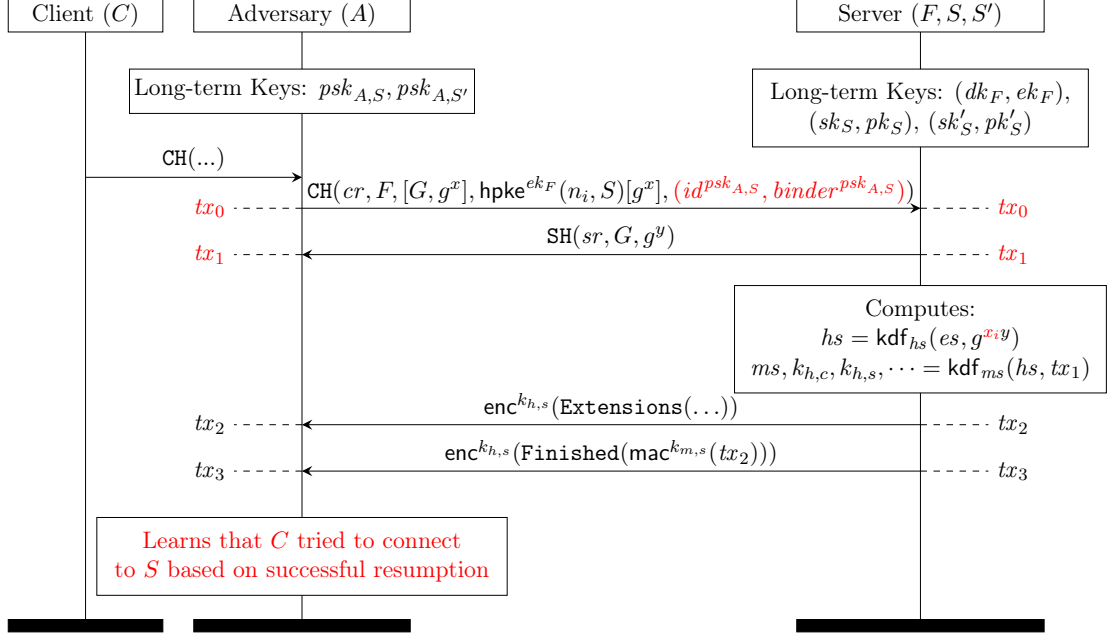 Client (C)
Adversary (A)
Server (F, S, S′)
Long-term Keys: psk_{A,S}, psk_{A,S′}
Long-term Keys: (dk_F, ek_F),
(sk_S, pk_S), (sk′_S, pk′_S)
CH(...)
CH(cr, F, [G, g^x], hpke^{ek_F}(n_i, S)[g^x], (id^{psk_{A,S}}, binder^{psk_{A,S}}))
tx_0
tx_0
SH(sr, G, g^y)
tx_1
tx_1
Computes:
hs = kdf_{hs}(es, g^{x_i y})
ms, k_{h,c}, k_{h,s}, ⋯ = kdf_{ms}(hs, tx_1)
enc^{k_{h,s}}(Extensions(...))
tx_2
tx_2
enc^{k_{h,s}}(Finished(mac^{k_{m,s}}(tx_2)))
tx_3
tx_3
Learns that C tried to connect
to S based on successful resumption